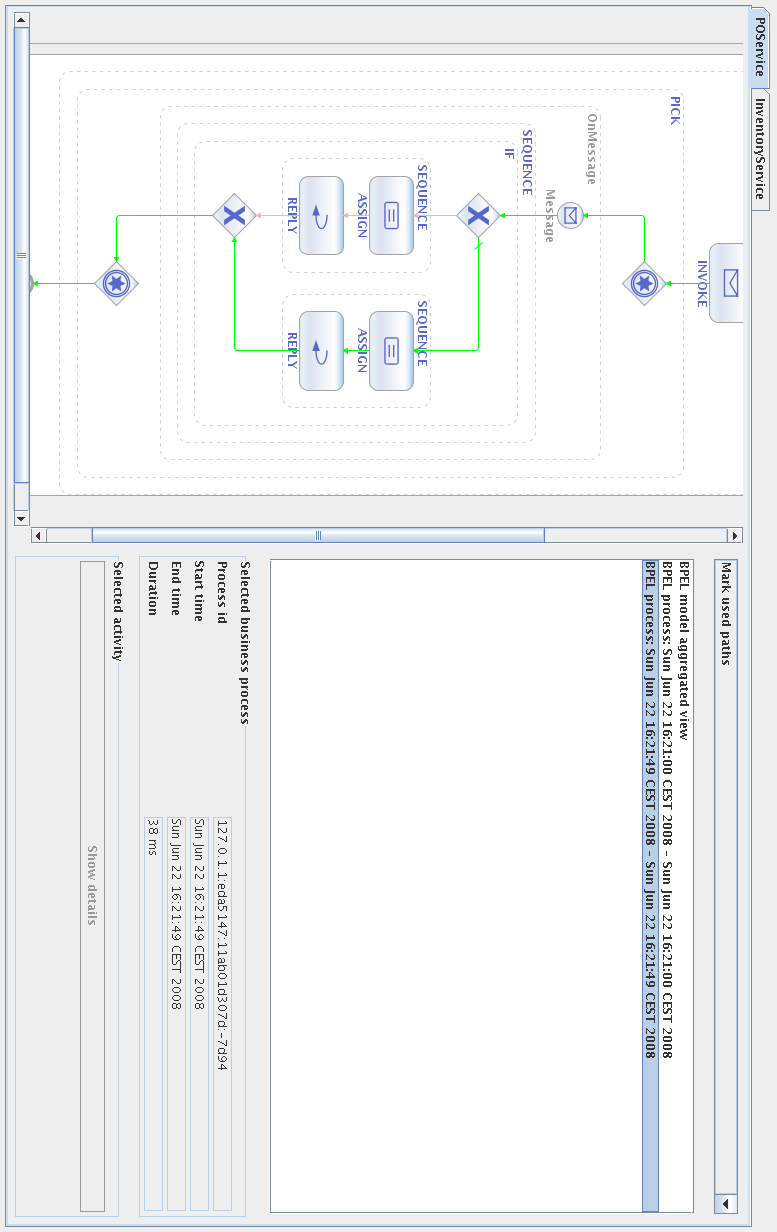 POService
InventoryService
INVOKE
PICK
OnMessage
Message
SEQUENCE
IF
SEQUENCE
ASSIGN
REPLY
SEQUENCE
ASSIGN
REPLY
Mark used paths
BPEL model aggregated view
BPEL process: Sun Jun 22 16:21:00 CEST 2008 - Sun Jun 22 16:21:00 CEST 2008
BPEL process: Sun Jun 22 16:21:49 CEST 2008 - Sun Jun 22 16:21:49 CEST 2008
Selected business process
Process id 127.0.1.1:eda5147:11ab01d307d:-7d94
Start time Sun Jun 22 16:21:49 CEST 2008
End time Sun Jun 22 16:21:49 CEST 2008
Duration 38 ms
Selected activity
Show details